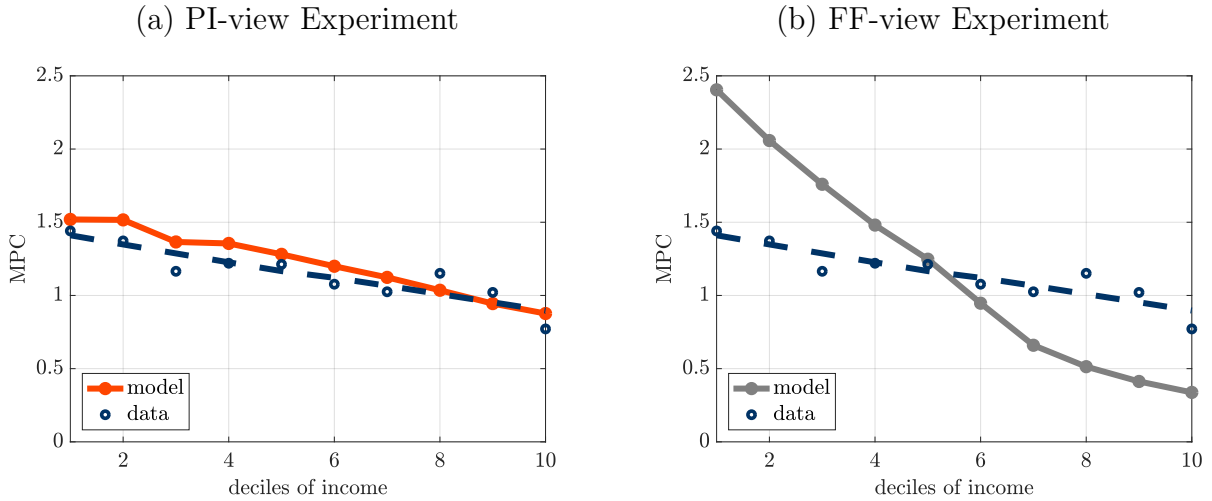 (a) PI-view Experiment
2.5
2
1.5
1
0.5
0
MPC
model
data
2 4 6 8 10
deciles of income
(b) FF-view Experiment
2.5
2
1.5
1
0.5
0
MPC
model
data
2 4 6 8 10
deciles of income